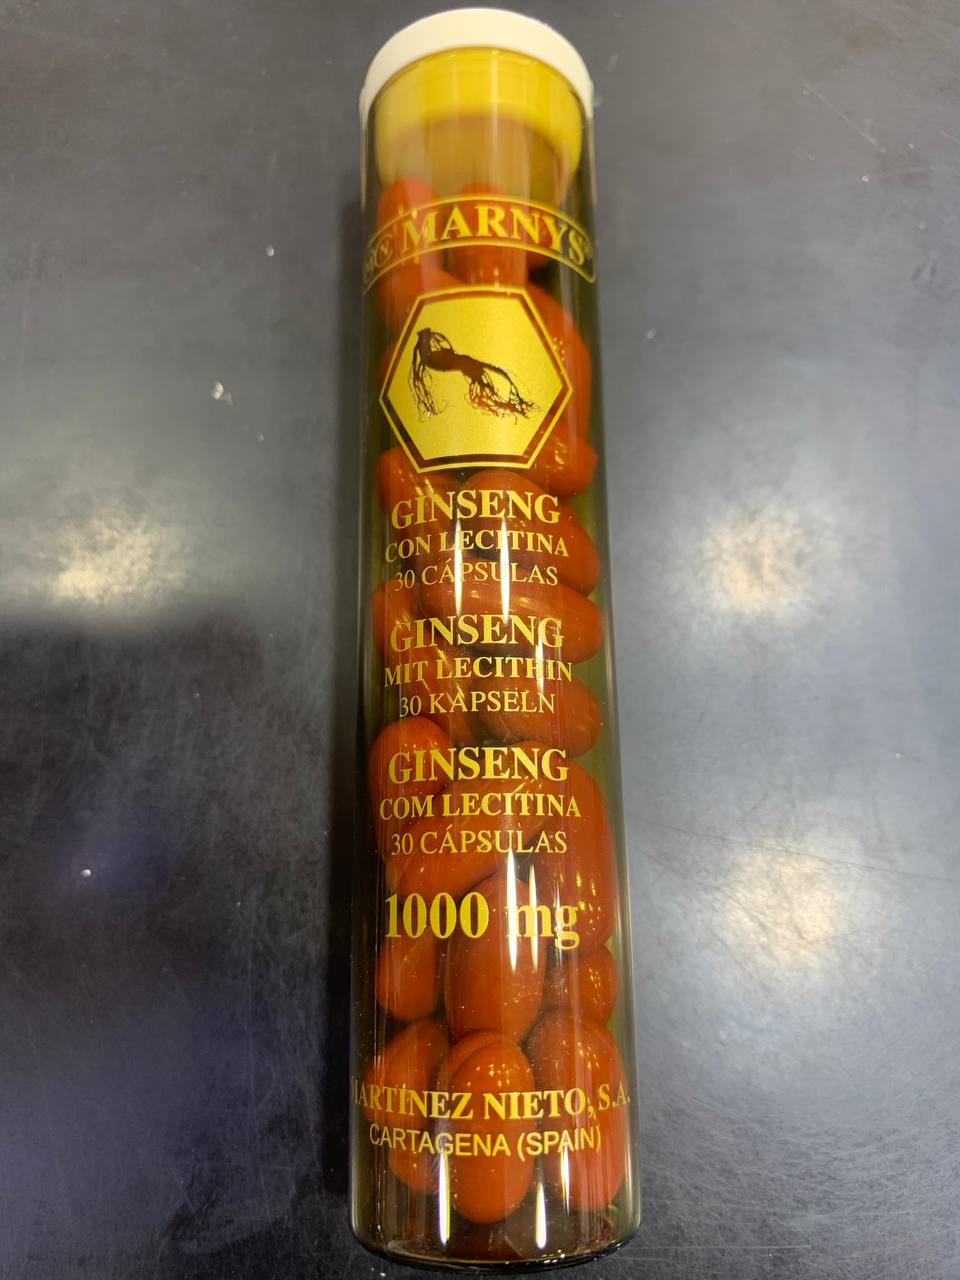 MARNYS®
GINSENG
CON LECITINA
30 CÁPSULAS
GINSENG
MIT LECITHIN
30 KAPSELN
GINSENG
COM LECITINA
30 CÁPSULAS
1000 mg
MARTÍNEZ NIETO, S.A.
CARTAGENA (SPAIN)